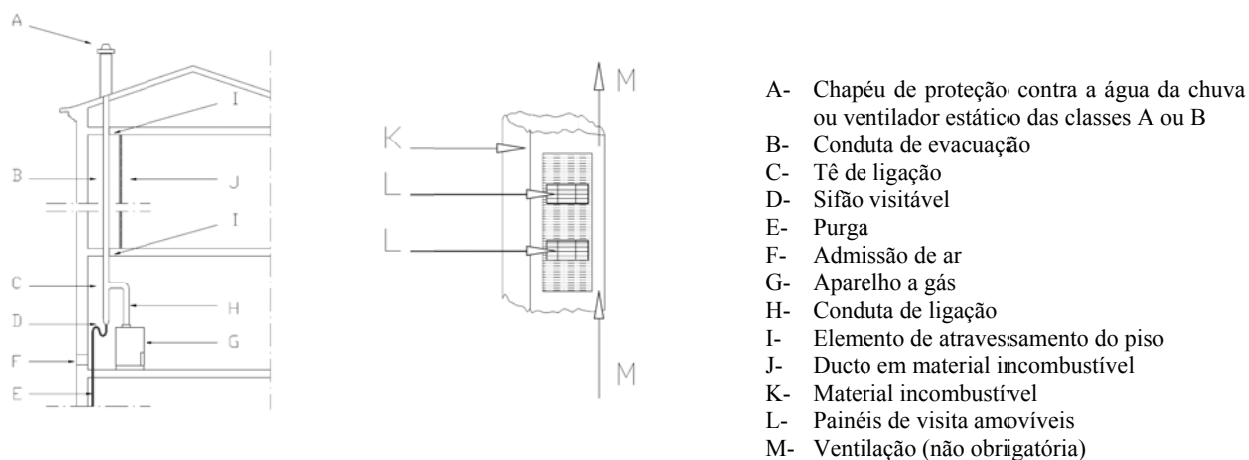 A
I
B
J
I
C
D
H
G
F
E
M
K
L
L
M
A- Chapéu de proteção contra a água da chuva
ou ventilador estático das classes A ou B
B- Conduta de evacuação
C- Tê de ligação
D- Sifão visitável
E- Purga
F- Admissão de ar
G- Aparelho a gás
H- Conduta de ligação
I- Elemento de atravessamento do piso
J- Ducto em material incombustível
K- Material incombustível
L- Painéis de visita amovíveis
M- Ventilação (não obrigatória)